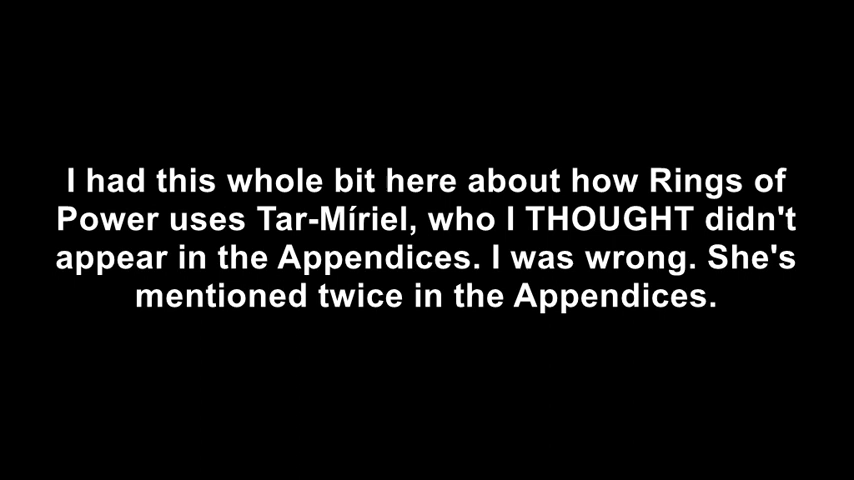 I had this whole bit here about how Rings of
Power uses Tar-Míriel, who I THOUGHT didn't
appear in the Appendices. I was wrong. She's
mentioned twice in the Appendices.